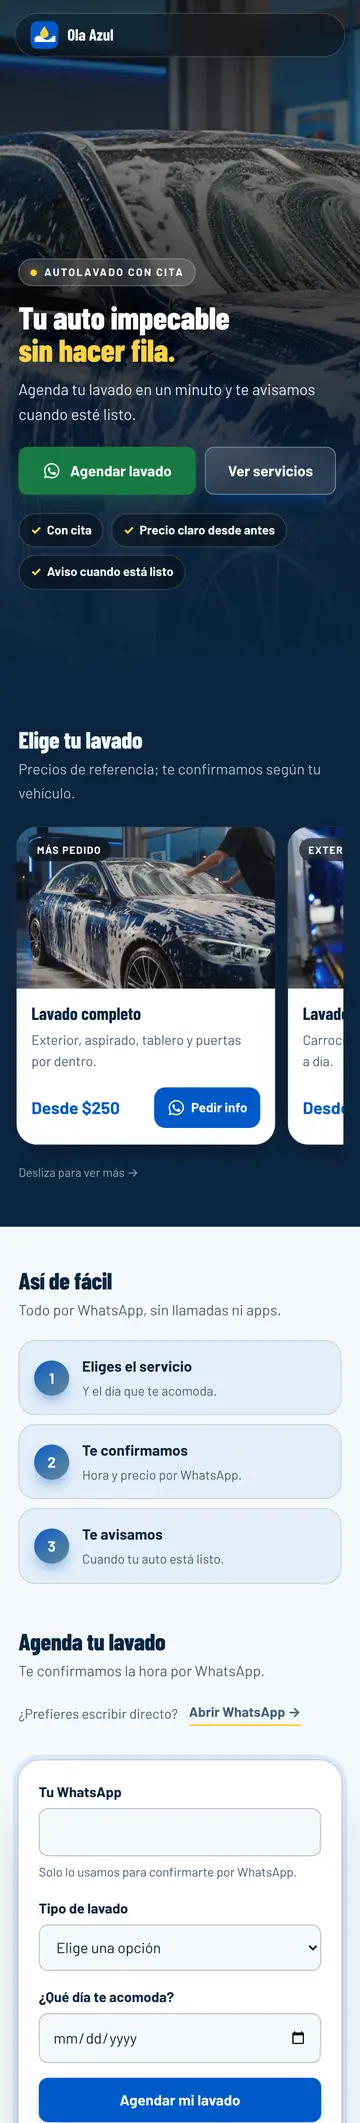 Ola Azul
AUTOLAVADO CON CITA
Tu auto impecable
sin hacer fila.
Agenda tu lavado en un minuto y te avisamos
cuando esté listo.
Agendar lavado
Ver servicios
✓ Con cita
✓ Precio claro desde antes
✓ Aviso cuando está listo
Elige tu lavado
Precios de referencia; te confirmamos según tu
vehículo.
MÁS PEDIDO
Lavado completo
Exterior, aspirado, tablero y puertas
por dentro.
Desde $250
Pedir info
EXTER
Lavad
Carroc
a día.
Desd
Desliza para ver más →
Así de fácil
Todo por WhatsApp, sin llamadas ni apps.
1
Eliges el servicio
Y el día que te acomoda.
2
Te confirmamos
Hora y precio por WhatsApp.
3
Te avisamos
Cuando tu auto está listo.
Agenda tu lavado
Te confirmamos la hora por WhatsApp.
¿Prefieres escribir directo? Abrir WhatsApp →
Tu WhatsApp
Solo lo usamos para confirmarte por WhatsApp.
Tipo de lavado
Elige una opción
¿Qué día te acomoda?
mm/dd/yyyy
Agendar mi lavado